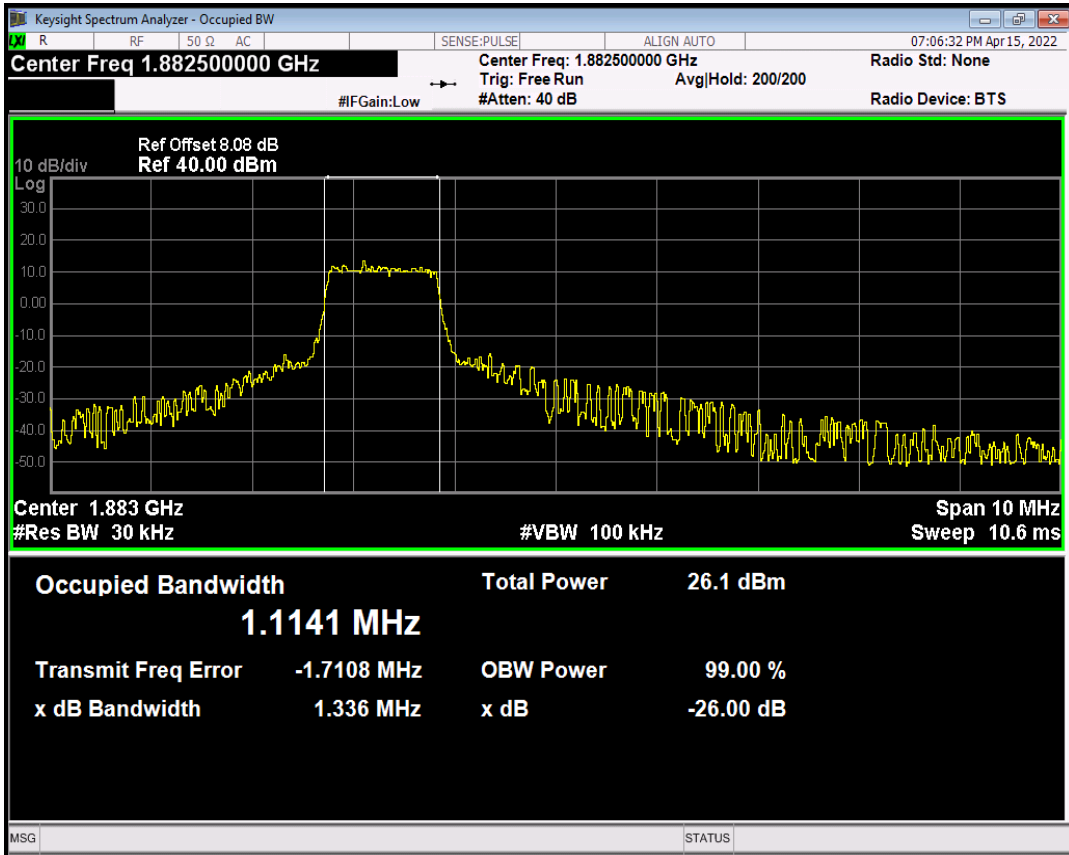 Keysight Spectrum Analyzer - Occupied BW
LXI R RF 50 Ω AC SENSE:PULSE ALIGN AUTO 07:06:32 PM Apr 15, 2022
Center Freq 1.882500000 GHz
Center Freq: 1.882500000 GHz
Radio Std: None
Trig: Free Run Avg|Hold: 200/200
#IFGain:Low
#Atten: 40 dB
Radio Device: BTS
Ref Offset 8.08 dB
10 dB/div Ref 40.00 dBm
Log
30.0
20.0
10.0
0.00
-10.0
-20.0
-30.0
-40.0
-50.0
Center 1.883 GHz Span 10 MHz
#Res BW 30 kHz #VBW 100 kHz Sweep 10.6 ms
Occupied Bandwidth Total Power 26.1 dBm
1.1141 MHz
Transmit Freq Error -1.7108 MHz OBW Power 99.00 %
x dB Bandwidth 1.336 MHz x dB -26.00 dB
MSG STATUS